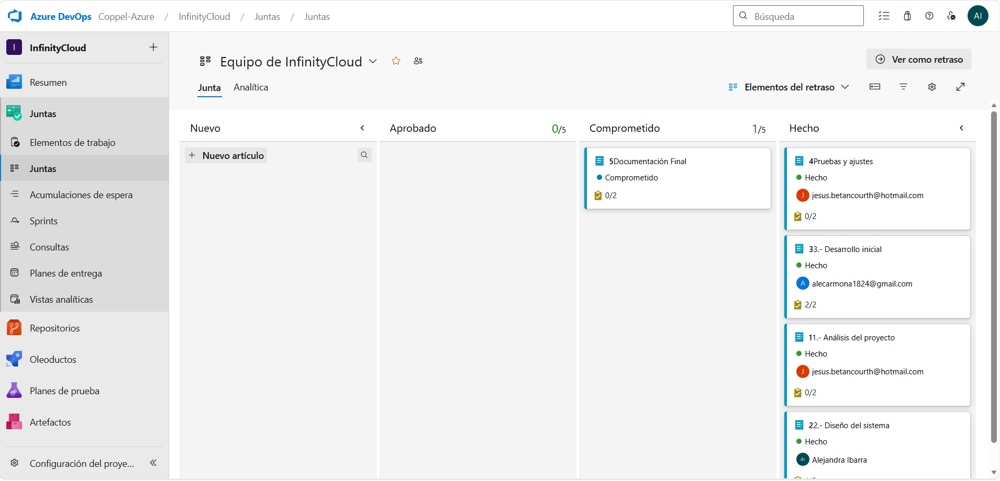 Azure DevOps Coppel-Azure / InfinityCloud / Juntas / Juntas
Búsqueda
AI
I InfinityCloud
Resumen
Juntas
Elementos de trabajo
Juntas
Acumulaciones de espera
Sprints
Consultas
Planes de entrega
Vistas analíticas
Repositorios
Oleoductos
Planes de prueba
Artefactos
Configuración del proye...
Equipo de InfinityCloud
Ver como retraso
Junta Analítica
Elementos del retraso
Nuevo
Nuevo artículo
Aprobado 0/5
Comprometido 1/5
5Documentación Final
Comprometido
0/2
Hecho
4Pruebas y ajustes
Hecho
J jesus.betancourth@hotmail.com
0/2
33.- Desarrollo inicial
Hecho
A alecarmona1824@gmail.com
2/2
11.- Análisis del proyecto
Hecho
J jesus.betancourth@hotmail.com
0/2
22.- Diseño del sistema
Hecho
AI Alejandra Ibarra